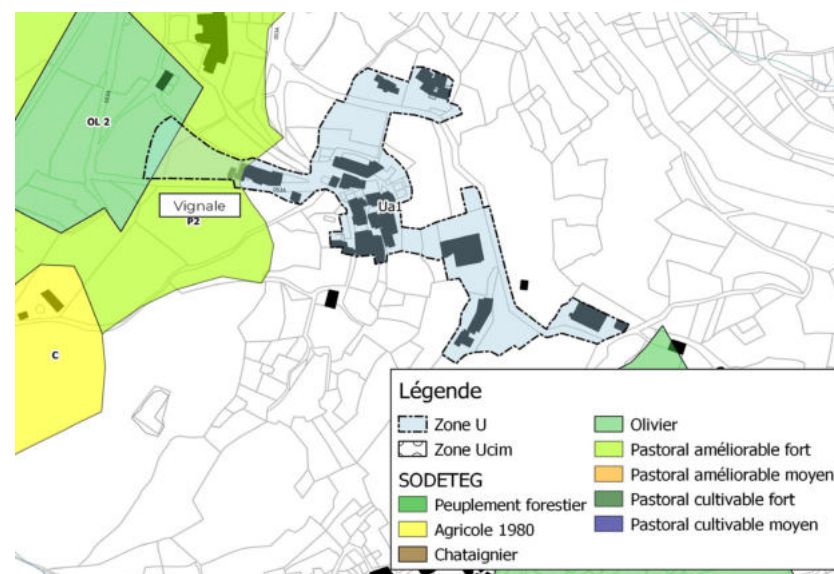 OL 2
Vignale
P2
Ua1
C
Légende
Zone U
Zone Ucim
SODETEG
Peuplement forestier
Agricole 1980
Chataignier
Olivier
Pastoral améliorable fort
Pastoral améliorable moyen
Pastoral cultivable fort
Pastoral cultivable moyen